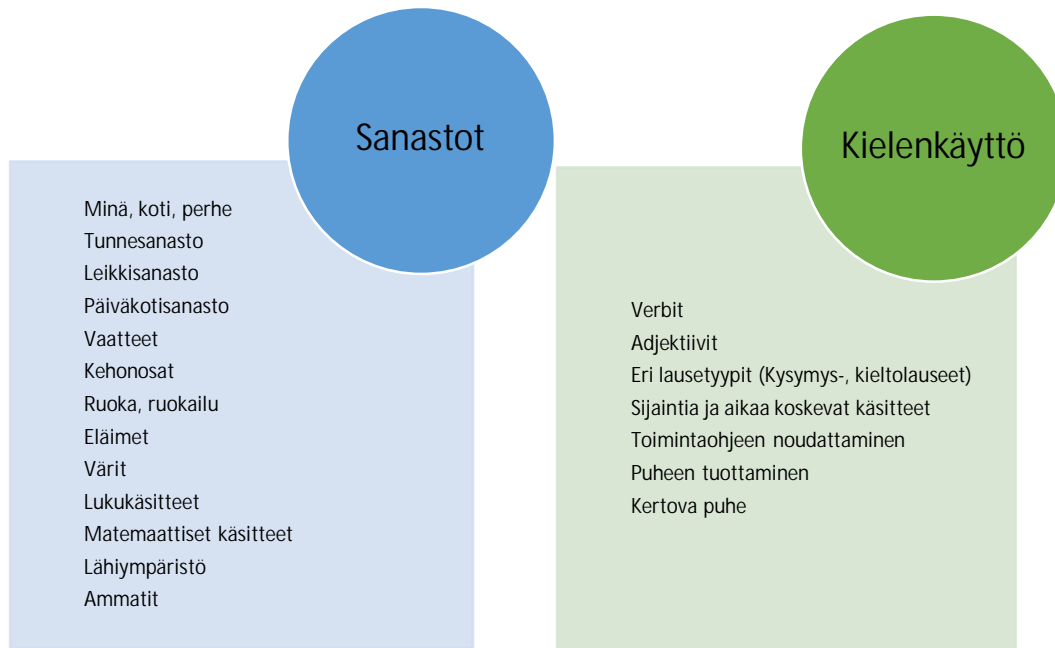 Sanastot
Minä, koti, perhe
Tunnesanasto
Leikkisanasto
Päiväkotisanasto
Vaatteet
Kehonosat
Ruoka, ruokailu
Eläimet
Värit
Lukukäsitteet
Matemaattiset käsitteet
Lähiympäristö
Ammatit
Kielenkäyttö
Verbit
Adjektiivit
Eri lausetyypit (Kysymys-, kieltolauseet)
Sijaintia ja aikaa koskevat käsitteet
Toimintaohjeen noudattaminen
Puheen tuottaminen
Kertova puhe